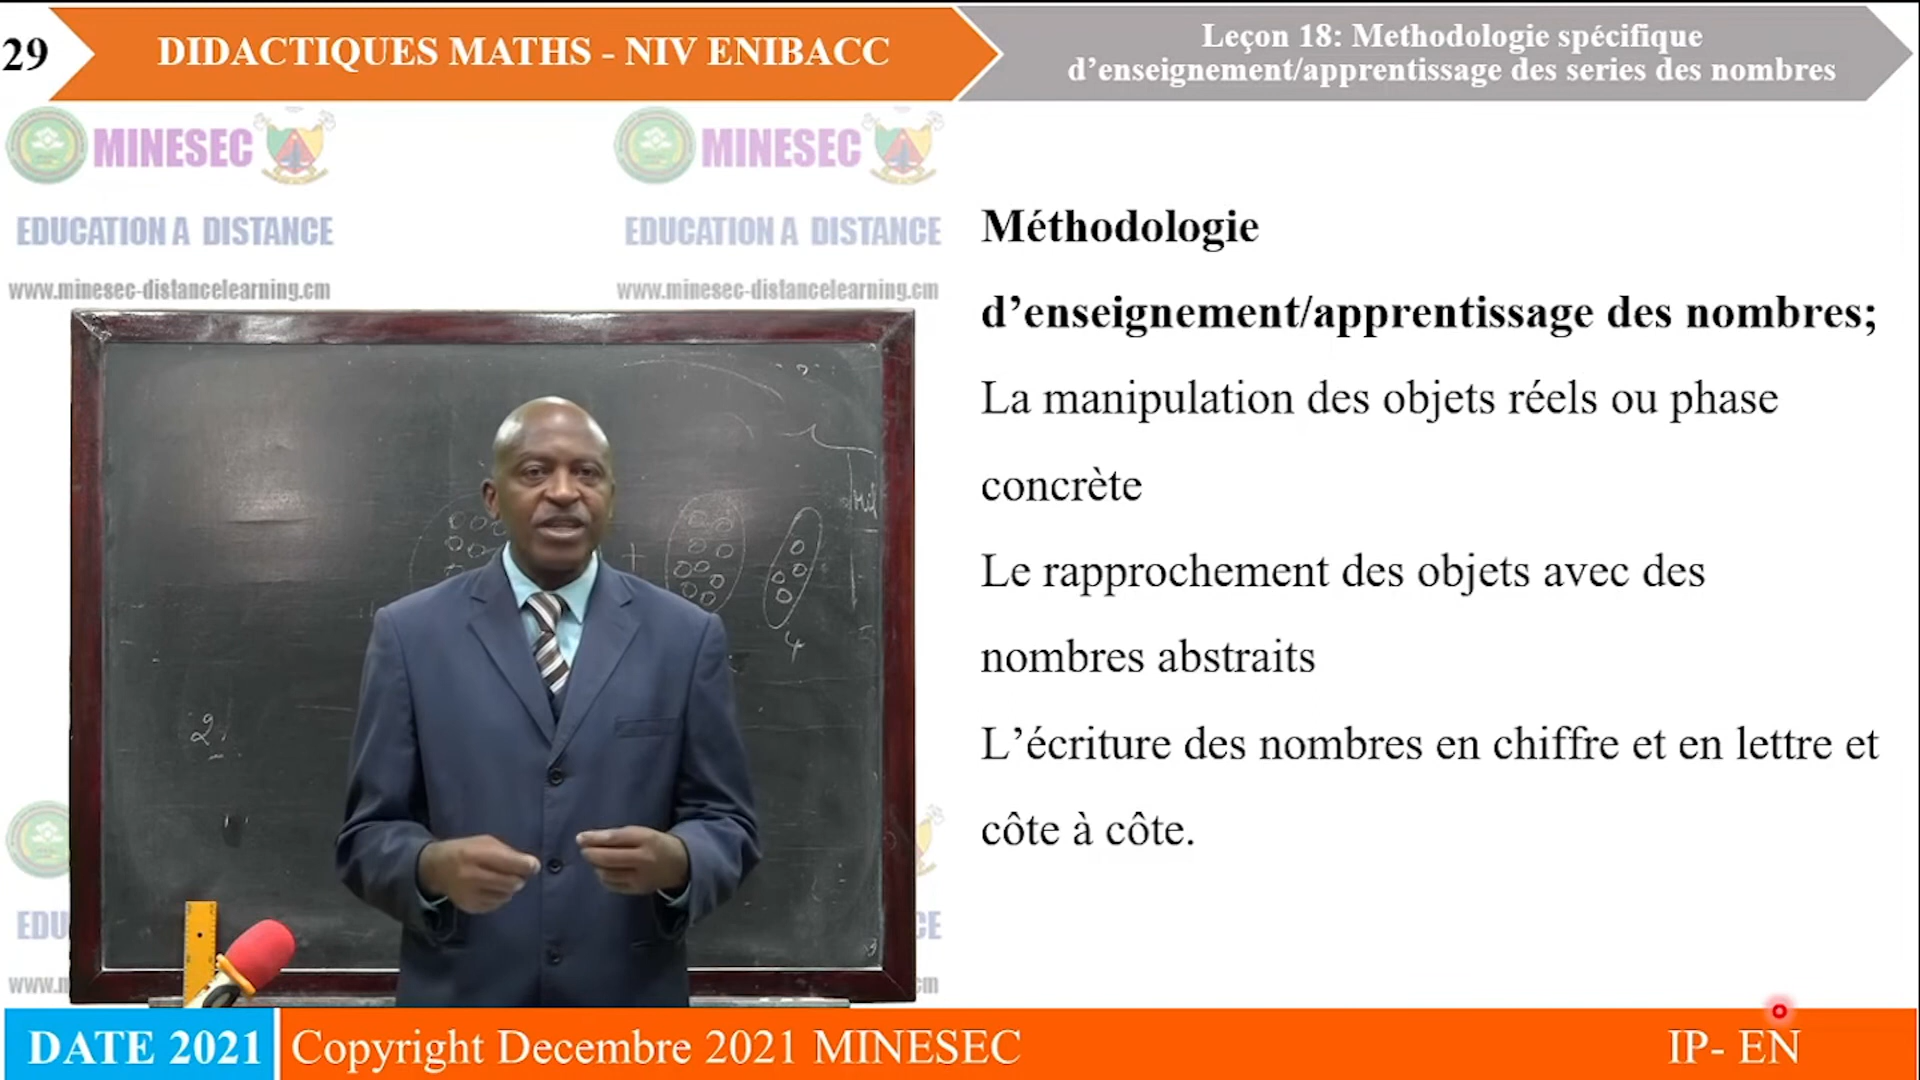 29
DIDACTIQUES MATHS - NIV ENIBACC
Leçon 18: Methodologie spécifique
d’enseignement/apprentissage des series des nombres
MINESEC
MINESEC
EDUCATION A DISTANCE
EDUCATION A DISTANCE
www.minesec-distancelearning.cm
www.minesec-distancelearning.cm
Méthodologie
d’enseignement/apprentissage des nombres;
La manipulation des objets réels ou phase
concrète
Le rapprochement des objets avec des
nombres abstraits
L’écriture des nombres en chiffre et en lettre et
côte à côte.
+
4
2
DATE 2021
Copyright Decembre 2021 MINESEC
IP- EN